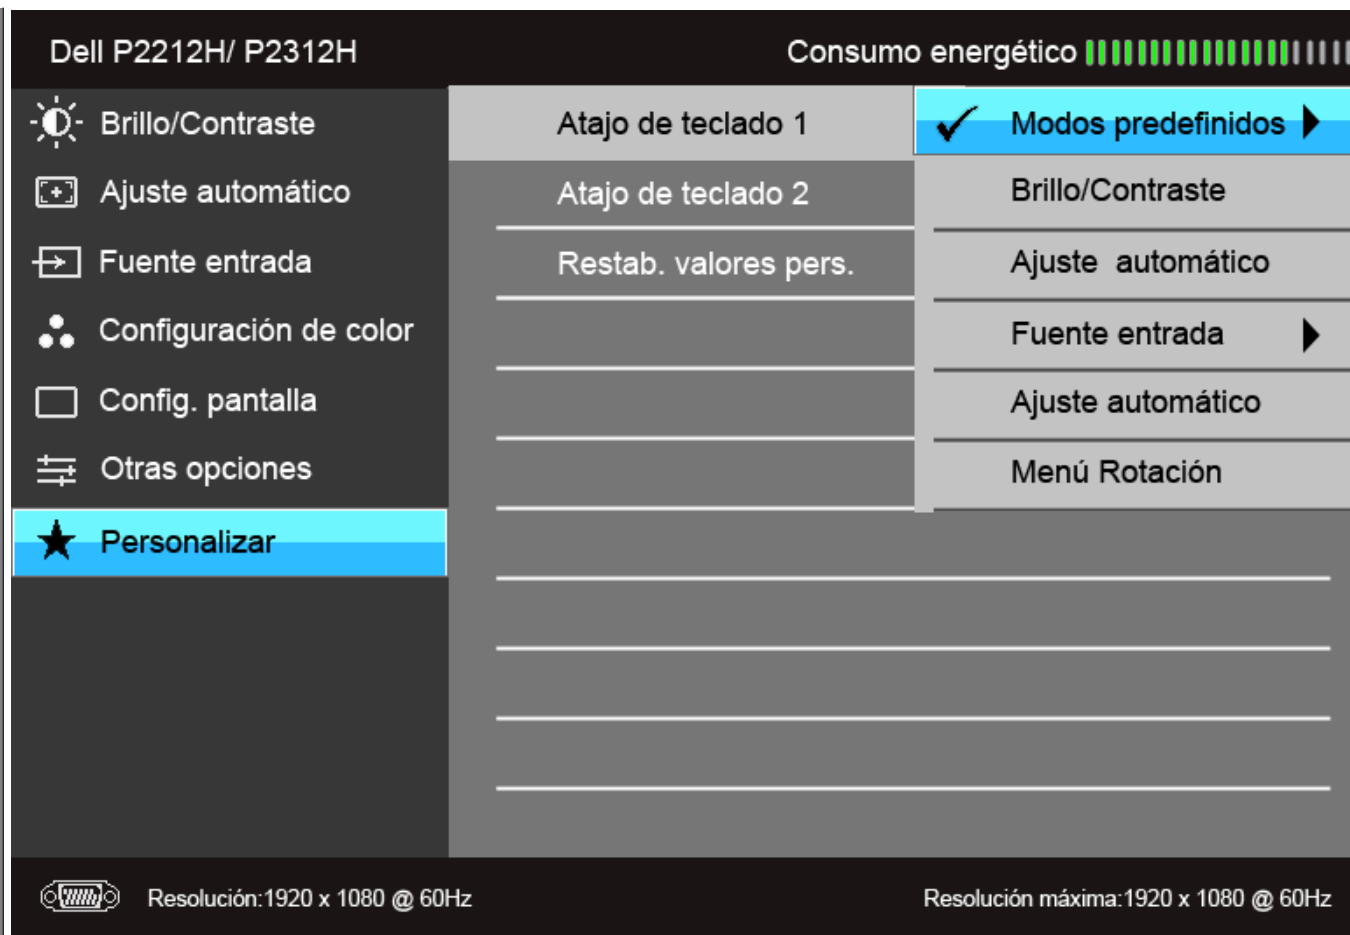 Dell P2212H/ P2312H
Consumo energético
Brillo/Contraste
Ajuste automático
Fuente entrada
Configuración de color
Config. pantalla
Otras opciones
Personalizar
Atajo de teclado 1
Atajo de teclado 2
Restab. valores pers.
Modos predefinidos
Brillo/Contraste
Ajuste  automático
Fuente entrada
Ajuste automático
Menú Rotación
Resolución:1920 x 1080 @ 60Hz
Resolución máxima:1920 x 1080 @ 60Hz